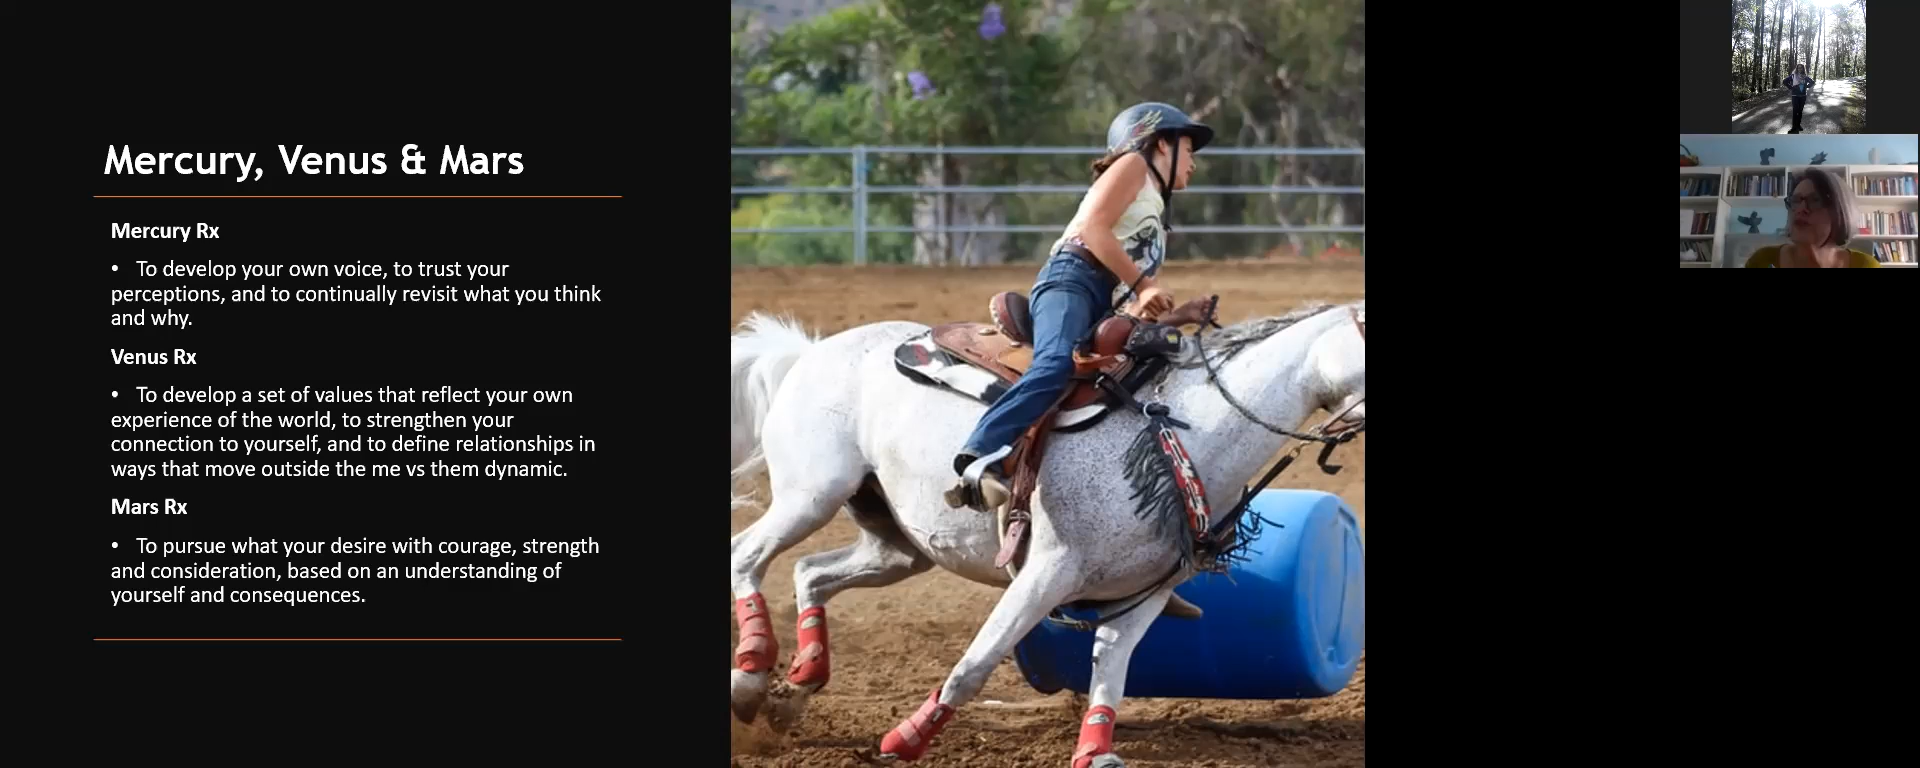 Mercury, Venus & Mars
Mercury Rx
• To develop your own voice, to trust your
perceptions, and to continually revisit what you think
and why.
Venus Rx
• To develop a set of values that reflect your own
experience of the world, to strengthen your
connection to yourself, and to define relationships in
ways that move outside the me vs them dynamic.
Mars Rx
• To pursue what your desire with courage, strength
and consideration, based on an understanding of
yourself and consequences.